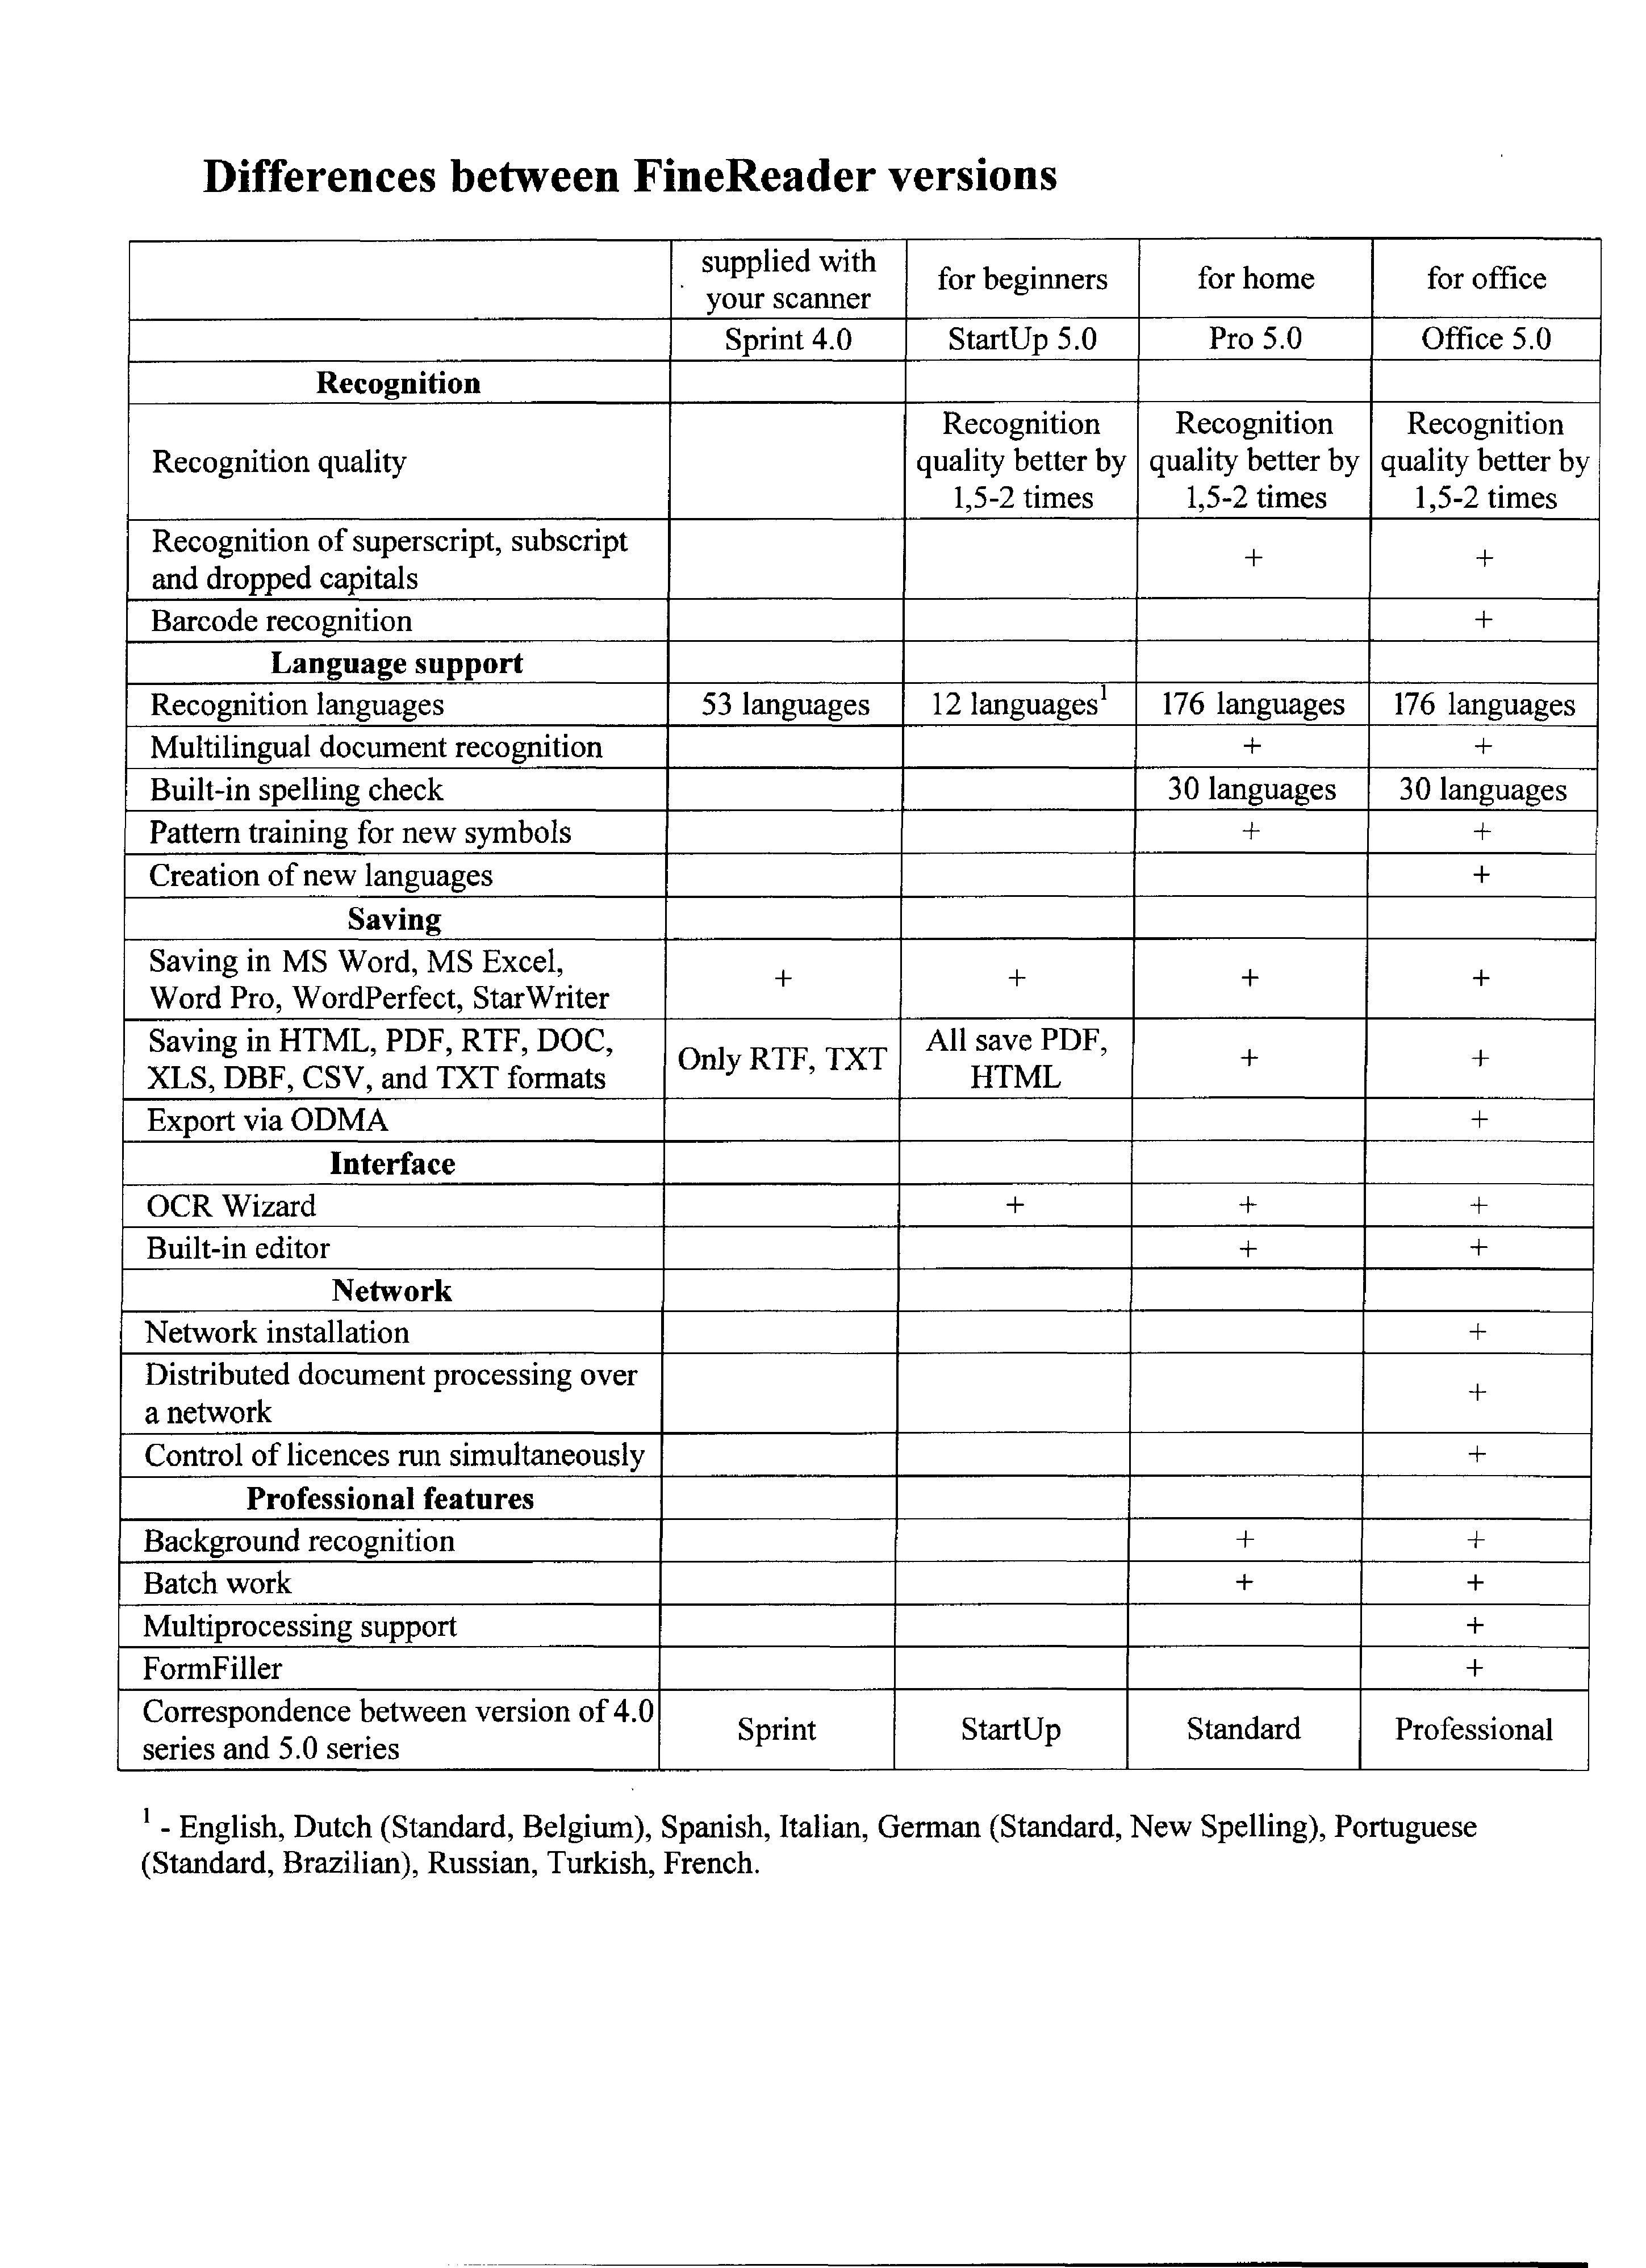 Differences between FineReader versions
supplied with your scanner for beginners for home for office
Sprint 4.0 StartUp 5.0 Pro 5.0 Office 5.0
Recognition
Recognition quality Recognition quality better by 1,5-2 times Recognition quality better by 1,5-2 times Recognition quality better by 1,5-2 times
Recognition of superscript, subscript
and dropped capitals + +
Barcode recognition +
Language support
Recognition languages 53 languages 12 languages¹ 176 languages 176 languages
Multilingual document recognition + +
Built-in spelling check 30 languages 30 languages
Pattern training for new symbols + +
Creation of new languages +
Saving
Saving in MS Word, MS Excel,
Word Pro, WordPerfect, StarWriter + + + +
Saving in HTML, PDF, RTF, DOC,
XLS, DBF, CSV, and TXT formats Only RTF, TXT All save PDF, HTML + +
Export via ODMA +
Interface
OCR Wizard + + +
Built-in editor + +
Network
Network installation +
Distributed document processing over
a network +
Control of licences run simultaneously +
Professional features
Background recognition + +
Batch work + +
Multiprocessing support +
FormFiller +
Correspondence between version of 4.0
series and 5.0 series Sprint StartUp Standard Professional
¹ - English, Dutch (Standard, Belgium), Spanish, Italian, German (Standard, New Spelling), Portuguese
(Standard, Brazilian), Russian, Turkish, French.